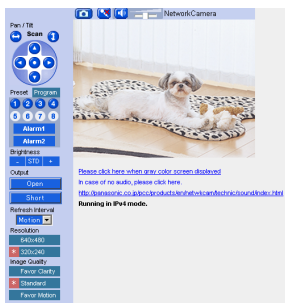 Pan / Tilt
Scan
NetworkCamera
Preset Program
1 2 3 4
5 6 7 8
Alarm1
Alarm2
Brightness
- STD +
Output
Open
Short
Refresh Interval
Motion
Resolution
640x480
* 320x240
Image Quality
Favor Clarity
* Standard
Favor Motion
Please click here when gray color screen displayed
In case of no audio, please click here.
http://panasonic.co.jp/pcc/products/en/netwkcam/technic/sound/index.html
Running in IPv4 mode.